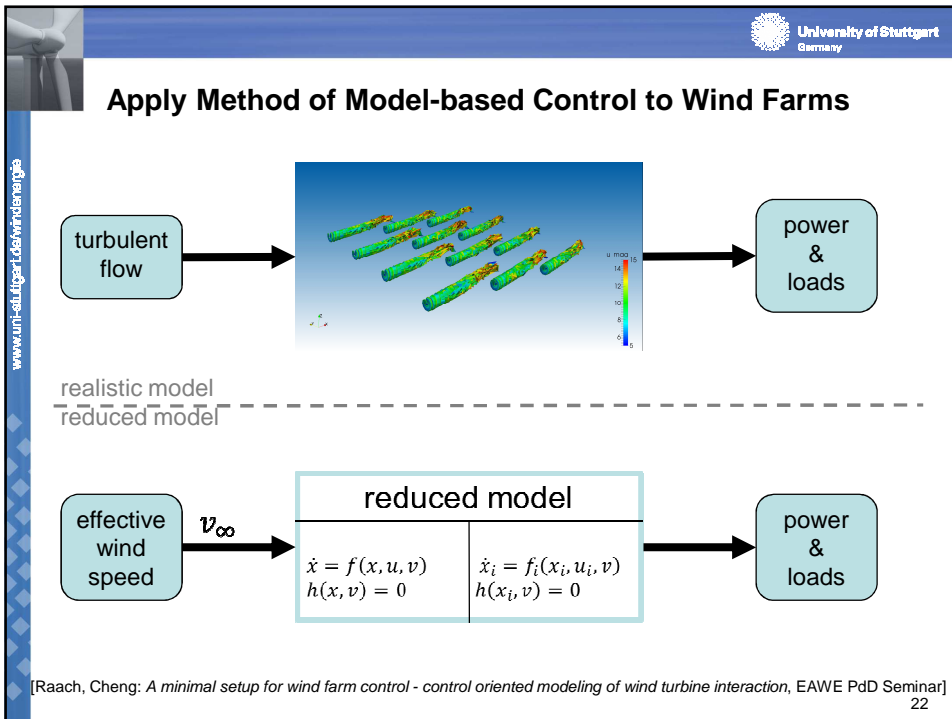 University of Stuttgart
Germany
www.uni-stuttgart.de/windenergie
Apply Method of Model-based Control to Wind Farms
turbulent
flow
u mag
15
14
12
10
8
6
5
power
&
loads
realistic model
reduced model
effective
wind
speed
v∞
reduced model
ẋ = f(x, u, v)
h(x, v) = 0
ẋᵢ = fᵢ(xᵢ, uᵢ, v)
h(xᵢ, v) = 0
power
&
loads
[Raach, Cheng: A minimal setup for wind farm control - control oriented modeling of wind turbine interaction, EAWE PdD Seminar]
22